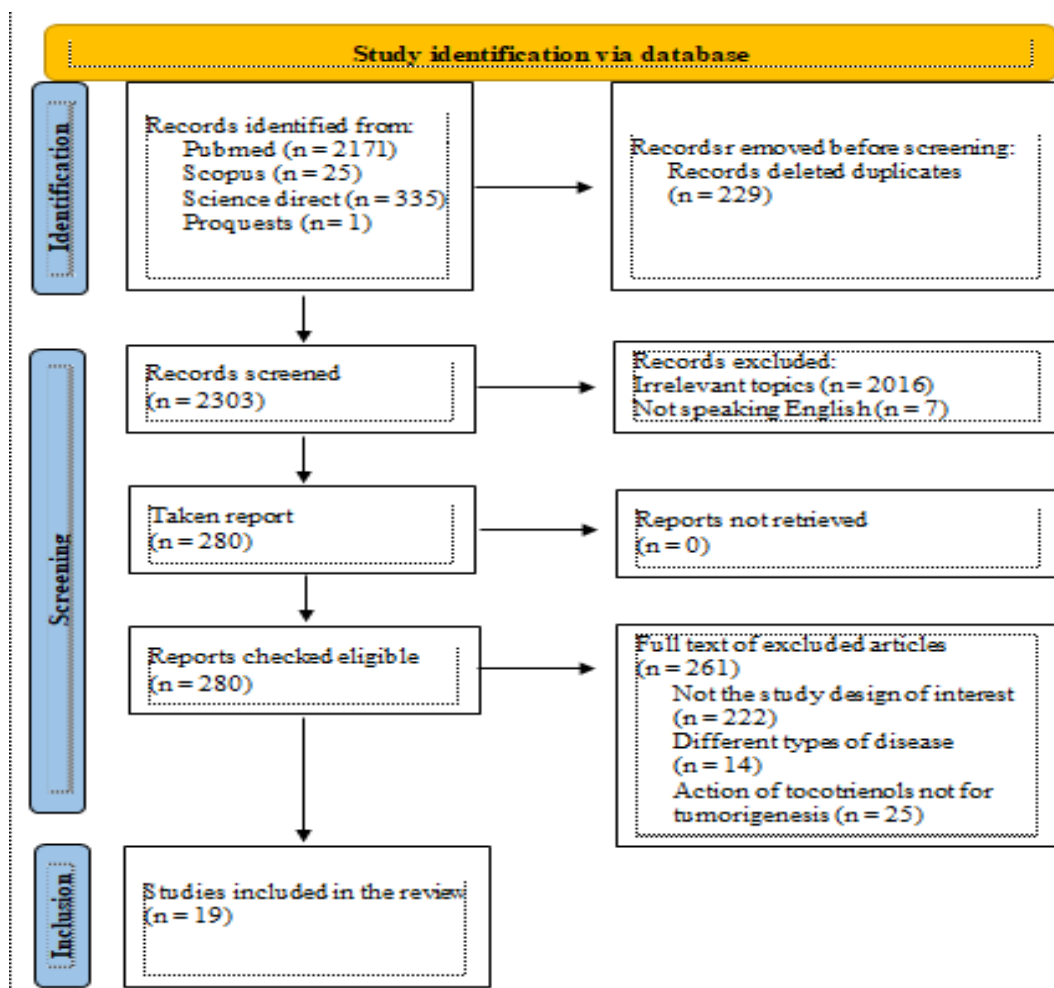 Study identification via database
Identification
Records identified from:
Pubmed (n = 2171)
Scopus (n = 25)
Science direct (n = 335)
Proquests (n = 1)
Recordsr emoved before screening:
Records deleted duplicates
(n = 229)
Screening
Records screened
(n = 2303)
Records excluded:
Irrelevant topics (n = 2016)
Not speaking English (n = 7)
Taken report
(n = 280)
Reports not retrieved
(n = 0)
Reports checked eligible
(n = 280)
Full text of excluded articles
(n = 261)
Not the study design of interest
(n = 222)
Different types of disease
(n = 14)
Action of tocotrienols not for
tumorigenesis (n = 25)
Inclusion
Studies included in the review
(n = 19)